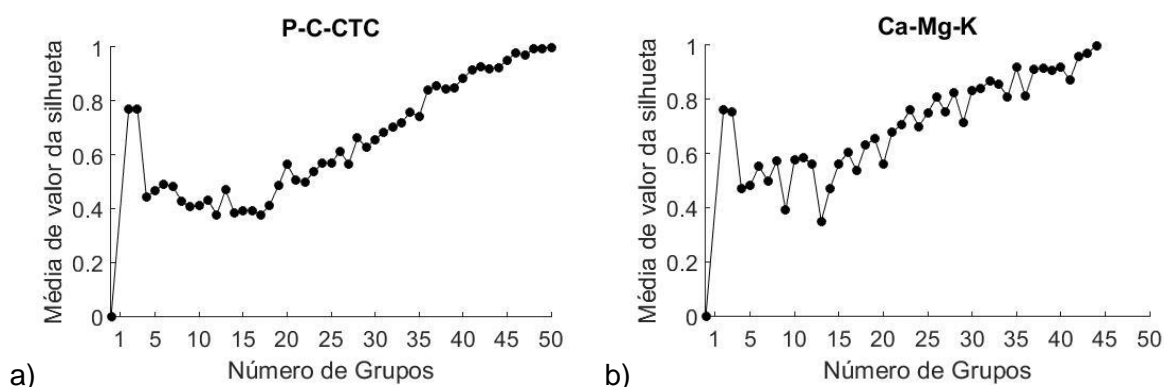 P-C-CTC
Média de valor da silhueta
1
0.8
0.6
0.4
0.2
0
1 5 10 15 20 25 30 35 40 45 50
Número de Grupos
a)
Ca-Mg-K
Média de valor da silhueta
1
0.8
0.6
0.4
0.2
0
1 5 10 15 20 25 30 35 40 45 50
Número de Grupos
b)